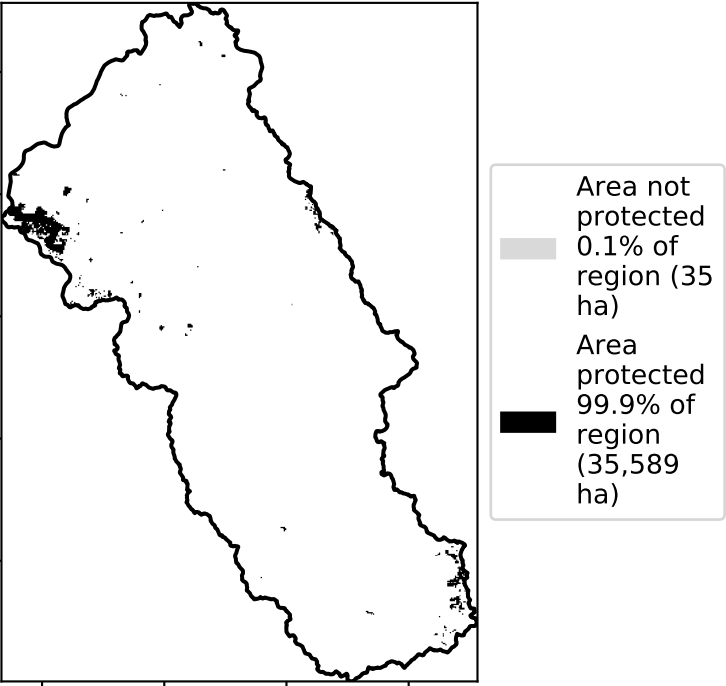 Area not
protected
0.1% of
region (35
ha)
Area
protected
99.9% of
region
(35,589
ha)